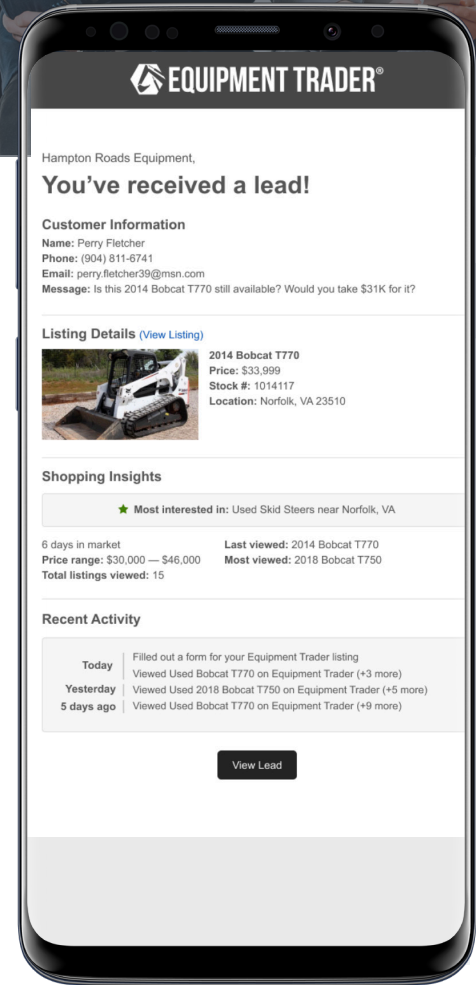 EQUIPMENT TRADER®
Hampton Roads Equipment,
You've received a lead!
Customer Information
Name: Perry Fletcher
Phone: (904) 811-6741
Email: perry.fletcher39@msn.com
Message: Is this 2014 Bobcat T770 still available? Would you take $31K for it?
Listing Details (View Listing)
2014 Bobcat T770
Price: $33,999
Stock #: 1014117
Location: Norfolk, VA 23510
Shopping Insights
Most interested in: Used Skid Steers near Norfolk, VA
6 days in market
Last viewed: 2014 Bobcat T770
Price range: $30,000 — $46,000
Most viewed: 2018 Bobcat T750
Total listings viewed: 15
Recent Activity
Today
Filled out a form for your Equipment Trader listing
Viewed Used Bobcat T770 on Equipment Trader (+3 more)
Yesterday
Viewed Used 2018 Bobcat T750 on Equipment Trader (+5 more)
5 days ago
Viewed Used Bobcat T770 on Equipment Trader (+9 more)
View Lead